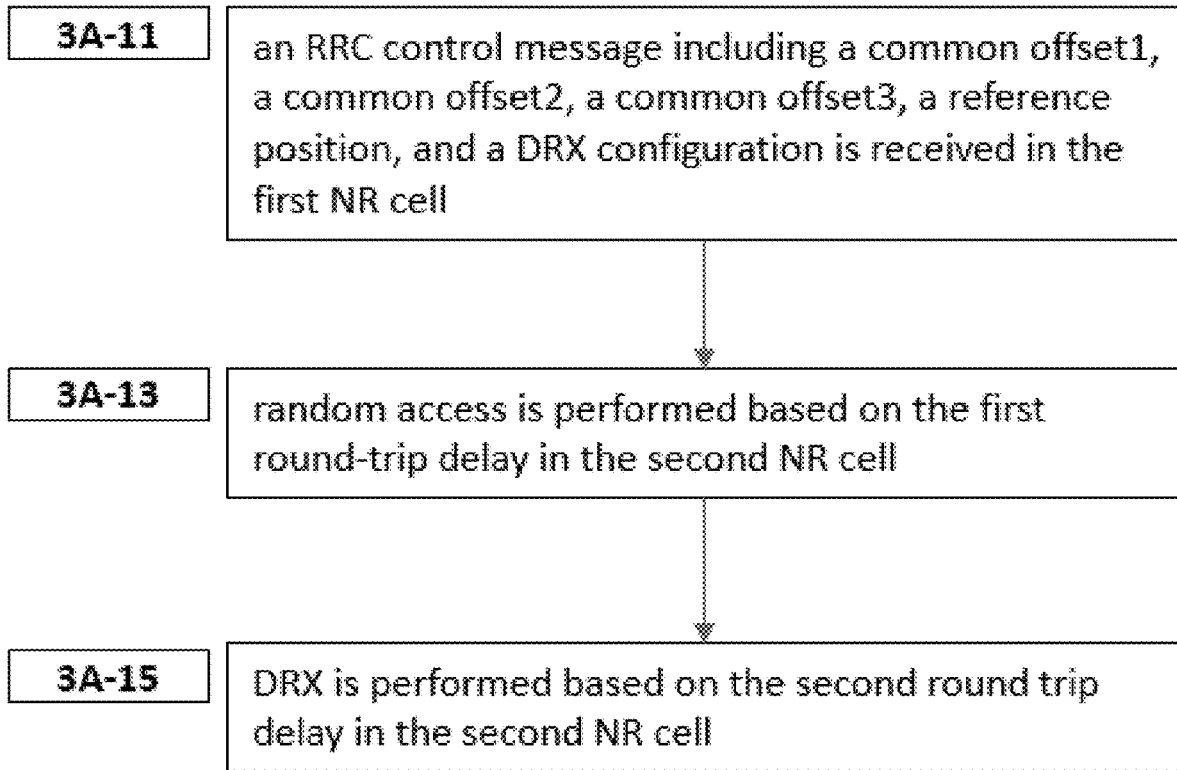 3A-11
an RRC control message including a common offset1,
a common offset2, a common offset3, a reference
position, and a DRX configuration is received in the
first NR cell
3A-13
random access is performed based on the first
round-trip delay in the second NR cell
3A-15
DRX is performed based on the second round trip
delay in the second NR cell